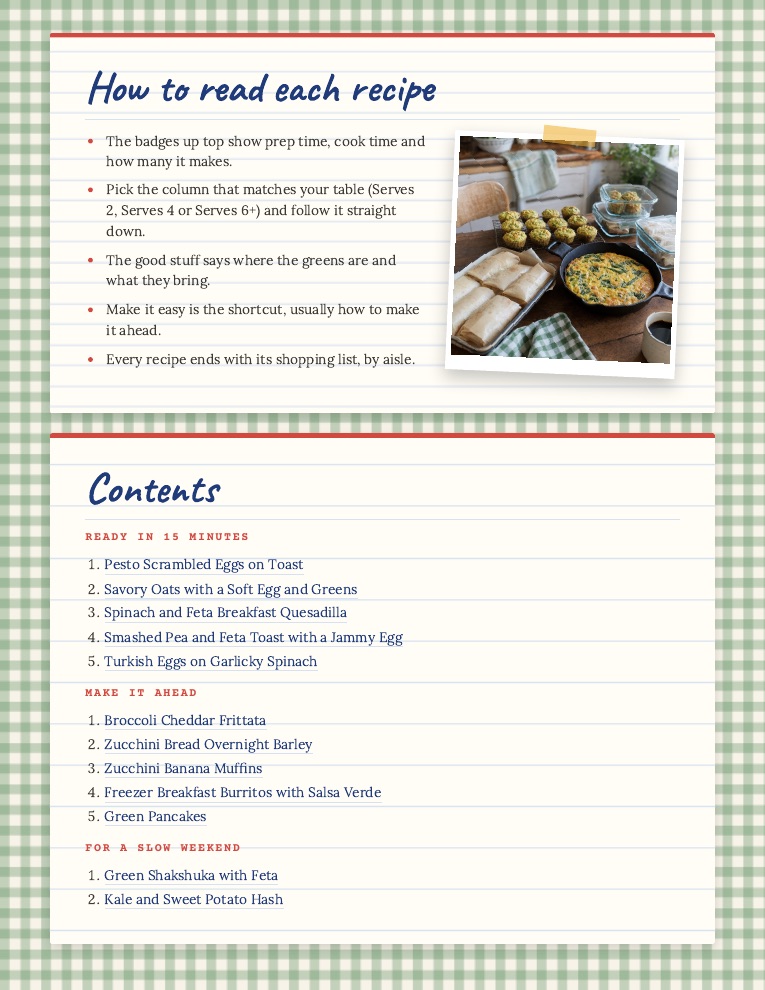 How to read each recipe
• The badges up top show prep time, cook time and
how many it makes.
• Pick the column that matches your table (Serves
2, Serves 4 or Serves 6+) and follow it straight
down.
• The good stuff says where the greens are and
what they bring.
• Make it easy is the shortcut, usually how to make
it ahead.
• Every recipe ends with its shopping list, by aisle.
Contents
READY IN 15 MINUTES
1. Pesto Scrambled Eggs on Toast
2. Savory Oats with a Soft Egg and Greens
3. Spinach and Feta Breakfast Quesadilla
4. Smashed Pea and Feta Toast with a Jammy Egg
5. Turkish Eggs on Garlicky Spinach
MAKE IT AHEAD
1. Broccoli Cheddar Frittata
2. Zucchini Bread Overnight Barley
3. Zucchini Banana Muffins
4. Freezer Breakfast Burritos with Salsa Verde
5. Green Pancakes
FOR A SLOW WEEKEND
1. Green Shakshuka with Feta
2. Kale and Sweet Potato Hash